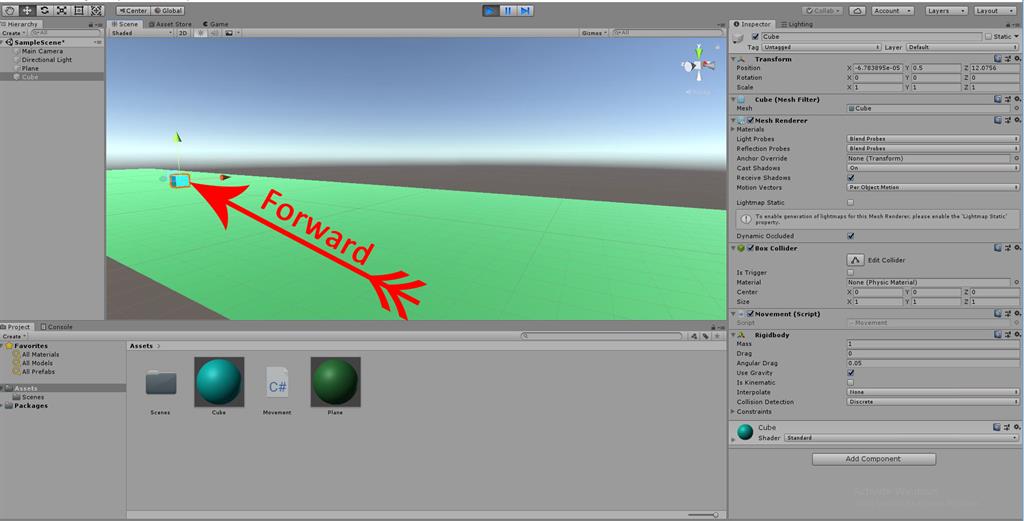 Center Global
Collab Account Layers Layout
Hierarchy
Create All
SampleScene*
Main Camera
Directional Light
Plane
Cube
Scene Asset Store Game
Shaded 2D Gizmos All
Forward
Inspector Lighting
Cube Static
Tag Untagged Layer Default
Transform
Position X -6.783895e-05 Y 0.5 Z 12.0756
Rotation X 0 Y 0 Z 0
Scale X 1 Y 1 Z 1
Cube (Mesh Filter)
Mesh Cube
Mesh Renderer
Materials
Light Probes Blend Probes
Reflection Probes Blend Probes
Anchor Override None (Transform)
Cast Shadows On
Receive Shadows
Motion Vectors Per Object Motion
Lightmap Static
To enable generation of lightmaps for this Mesh Renderer, please enable the 'Lightmap Static'
property.
Dynamic Occluded
Box Collider
Edit Collider
Is Trigger
Material None (Physic Material)
Center X 0 Y 0 Z 0
Size X 1 Y 1 Z 1
Movement (Script)
Script Movement
Rigidbody
Mass 1
Drag 0
Angular Drag 0.05
Use Gravity
Is Kinematic
Interpolate None
Collision Detection Discrete
Constraints
Cube
Shader Standard
Add Component
Activate Windows
Project Console
Create
Favorites
All Materials
All Models
All Prefabs
Assets
Scenes
Packages
Assets >
C#
Scenes Cube Movement Plane